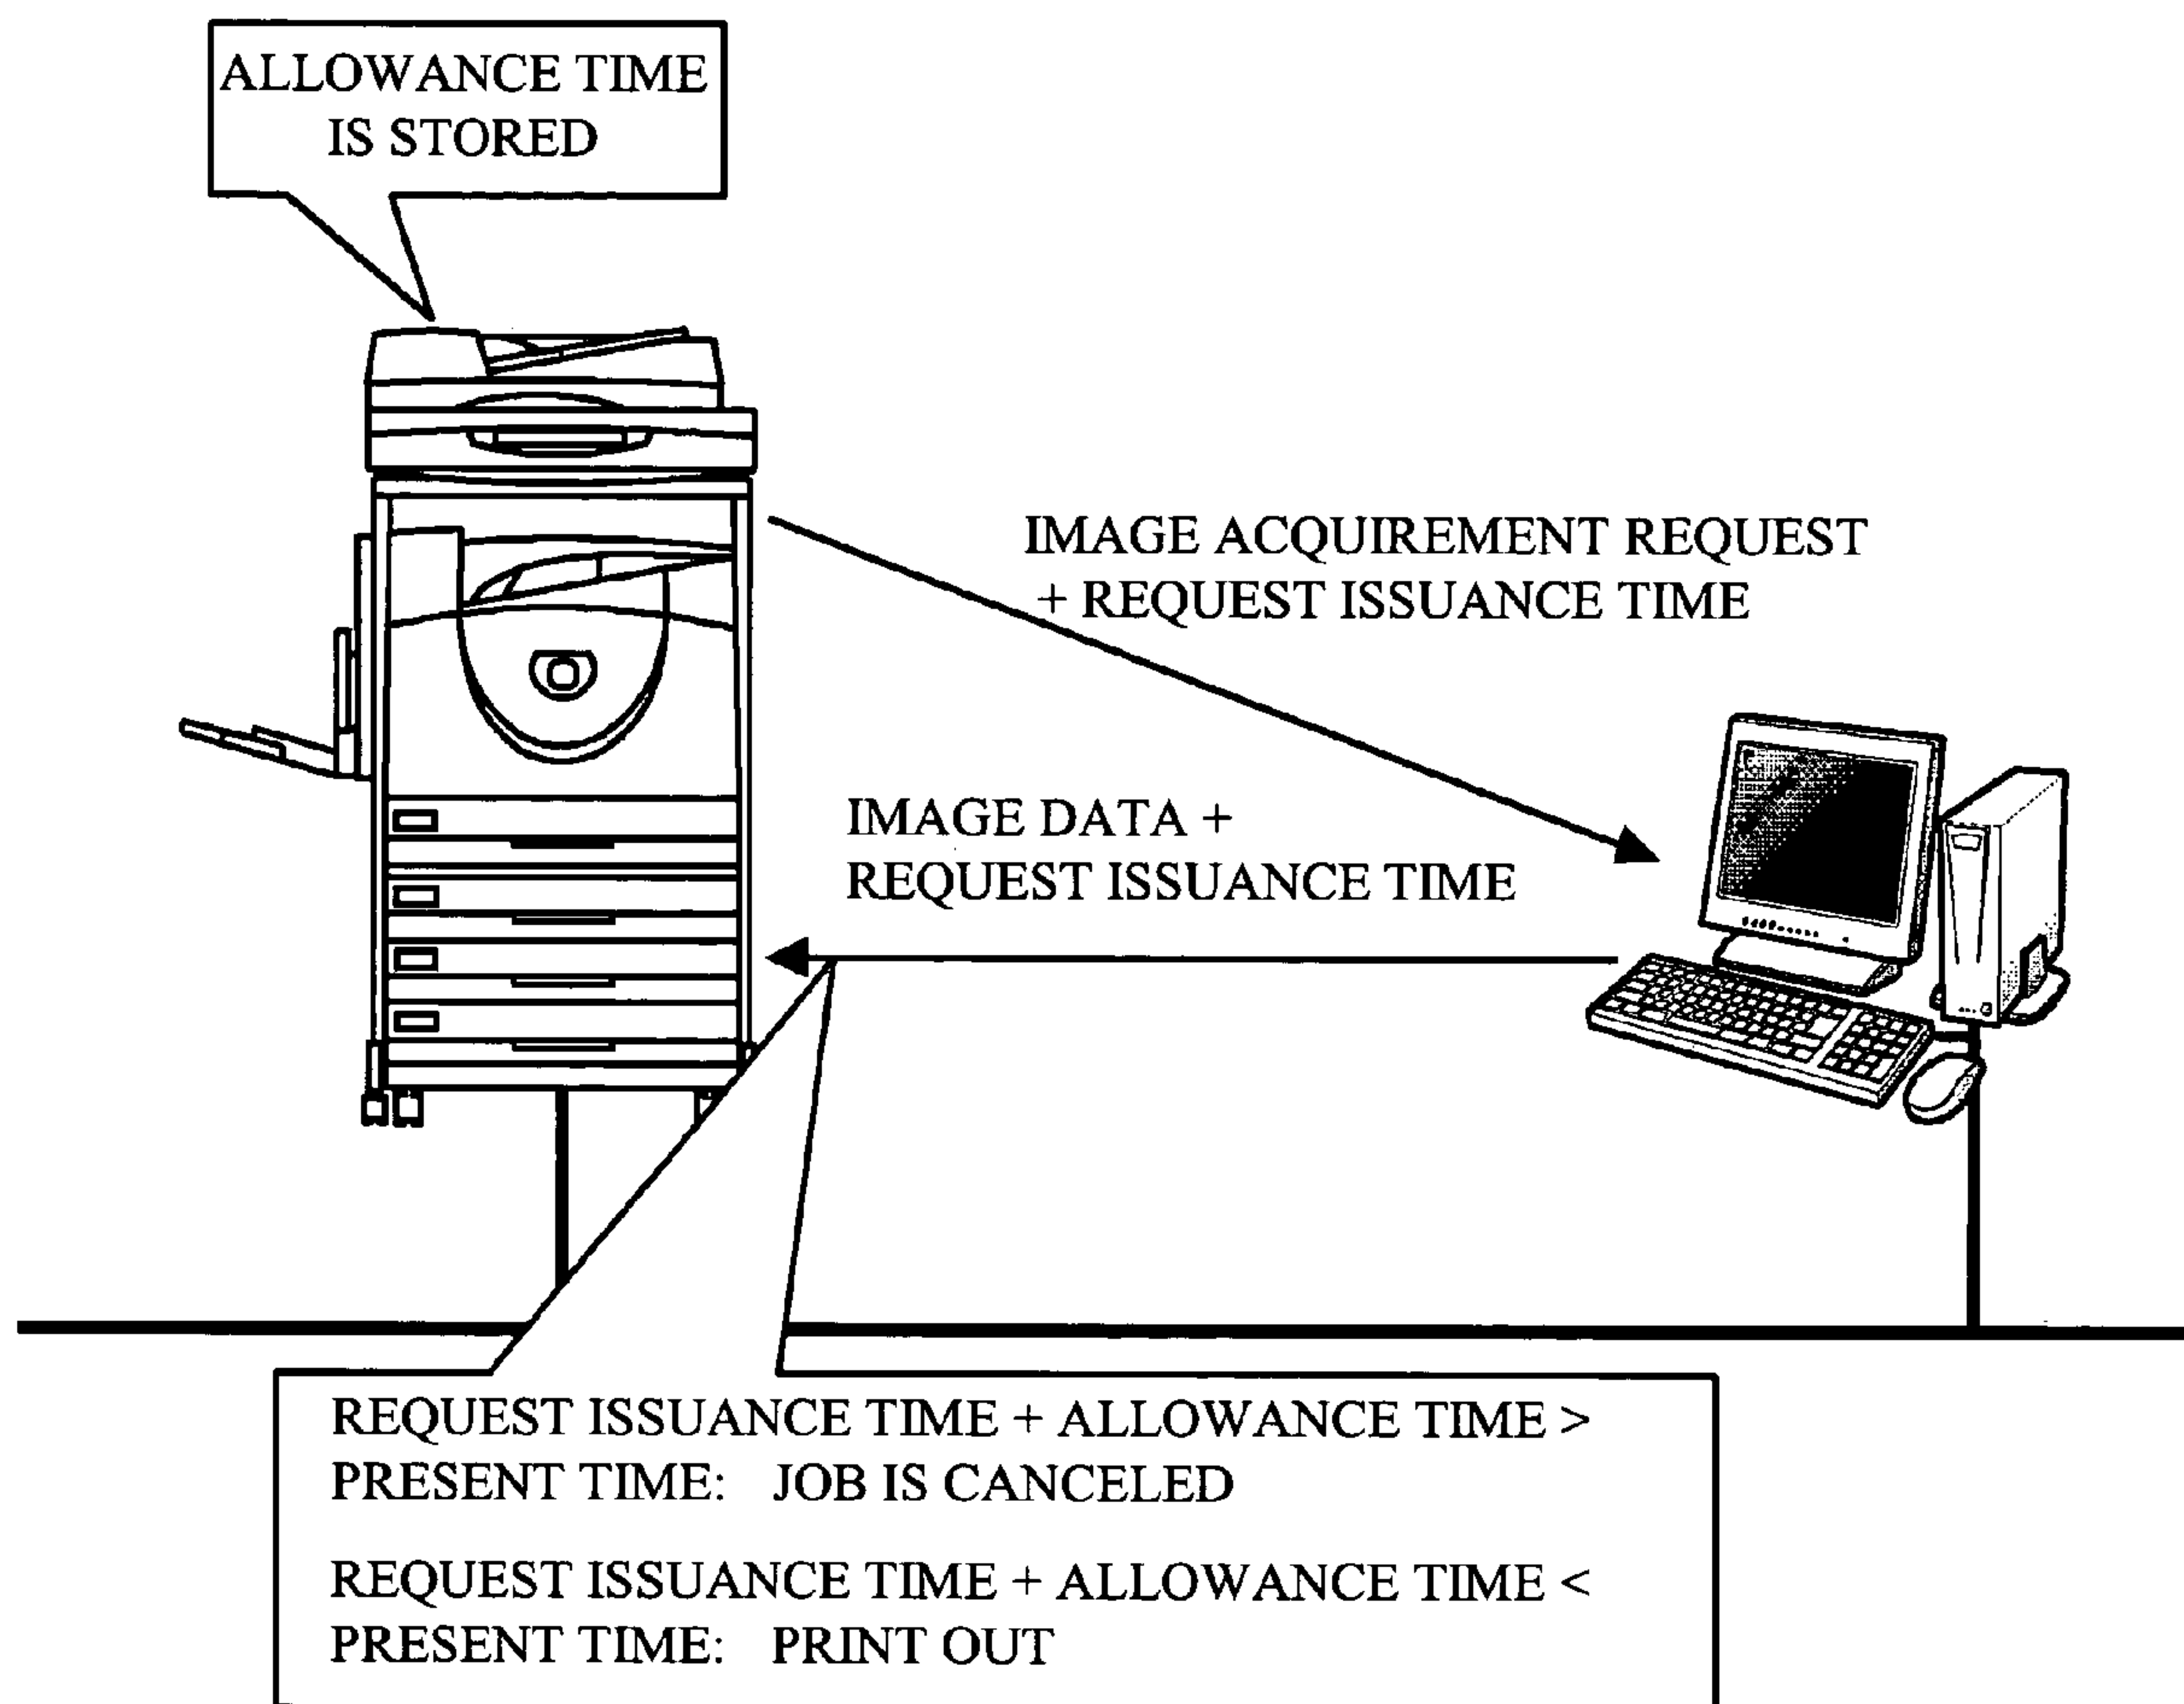 ALLOWANCE TIME
IS STORED
IMAGE ACQUIREMENT REQUEST
+ REQUEST ISSUANCE TIME
IMAGE DATA +
REQUEST ISSUANCE TIME
REQUEST ISSUANCE TIME + ALLOWANCE TIME >
PRESENT TIME: JOB IS CANCELED
REQUEST ISSUANCE TIME + ALLOWANCE TIME <
PRESENT TIME: PRINT OUT